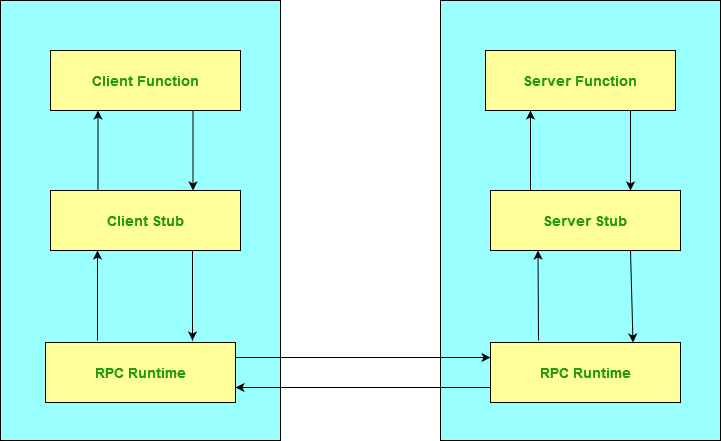 Client Function
Server Function
Client Stub
Server Stub
RPC Runtime
RPC Runtime